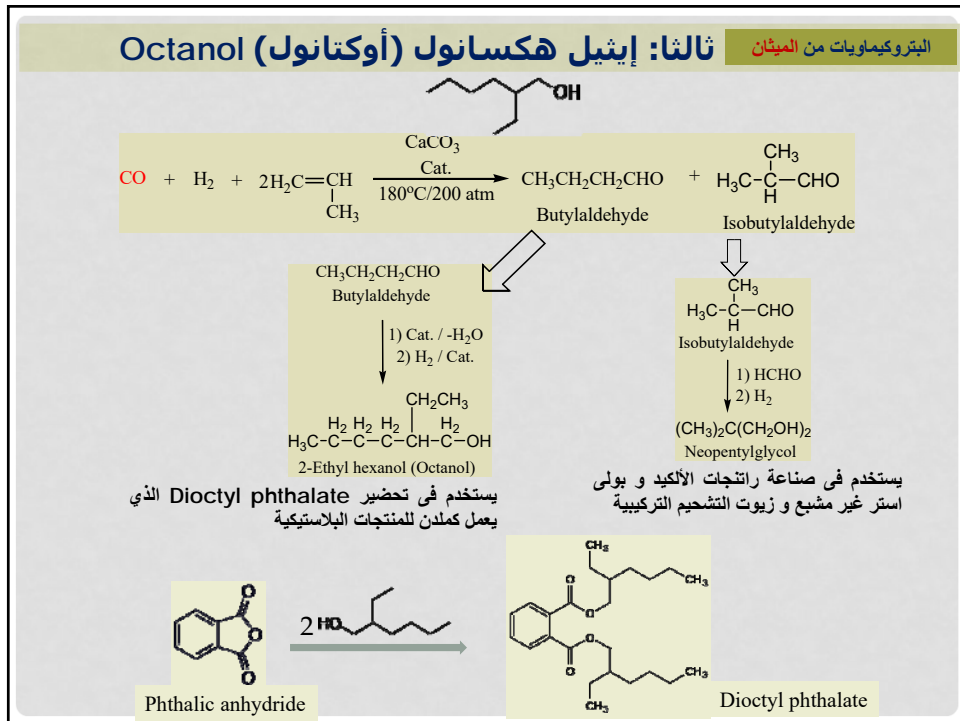 البتروكيماويات من الميثان
ثالثا: إيثيل هكسانول (أوكتانول) Octanol
OH
CaCO3
Cat.
180ºC/200 atm
CO + H2 + 2H2C=CH
CH3
CH3CH2CH2CHO
Butylaldehyde
+
CH3
H3C-C-CHO
H
Isobutylaldehyde
CH3CH2CH2CHO
Butylaldehyde
1) Cat. / -H2O
2) H2 / Cat.
CH2CH3
H2 H2 H2 H2
H3C-C-C-C-CH-C-OH
2-Ethyl hexanol (Octanol)
يستخدم فى تحضير Dioctyl phthalate الذي
يعمل كملدن للمنتجات البلاستيكية
CH3
H3C-C-CHO
H
Isobutylaldehyde
1) HCHO
2) H2
(CH3)2C(CH2OH)2
Neopentylglycol
يستخدم فى صناعة راتنجات الألكيد و بولى
استر غير مشبع و زيوت التشحيم التركيبية
O
O
O
Phthalic anhydride
2 HO
CH3
CH3
O
O
O
O
CH3
CH3
Dioctyl phthalate